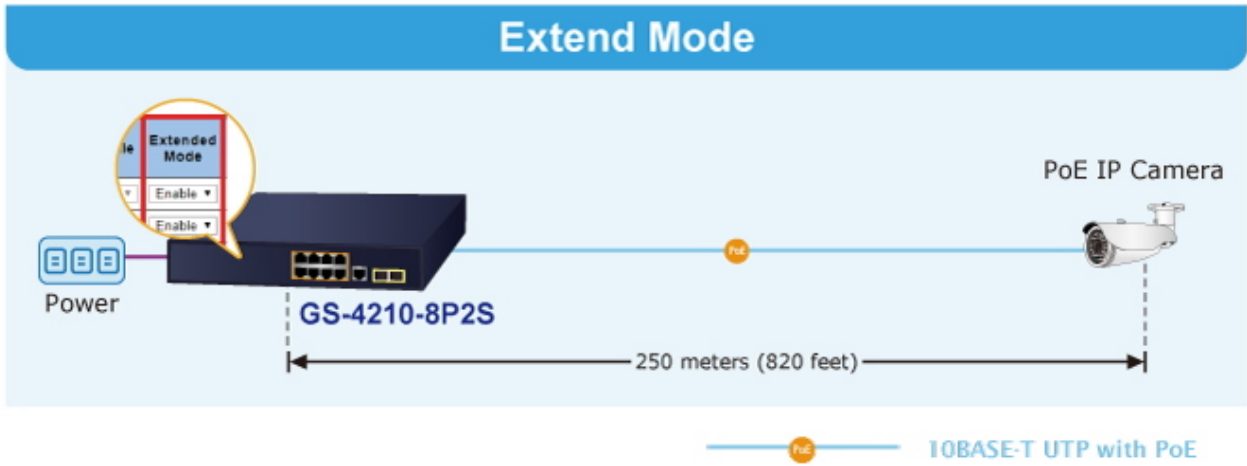 Extend Mode
le
Extended
Mode
Enable
Enable
PoE IP Camera
PoE
Power
GS-4210-8P2S
250 meters (820 feet)
PoE
10BASE-T UTP with PoE